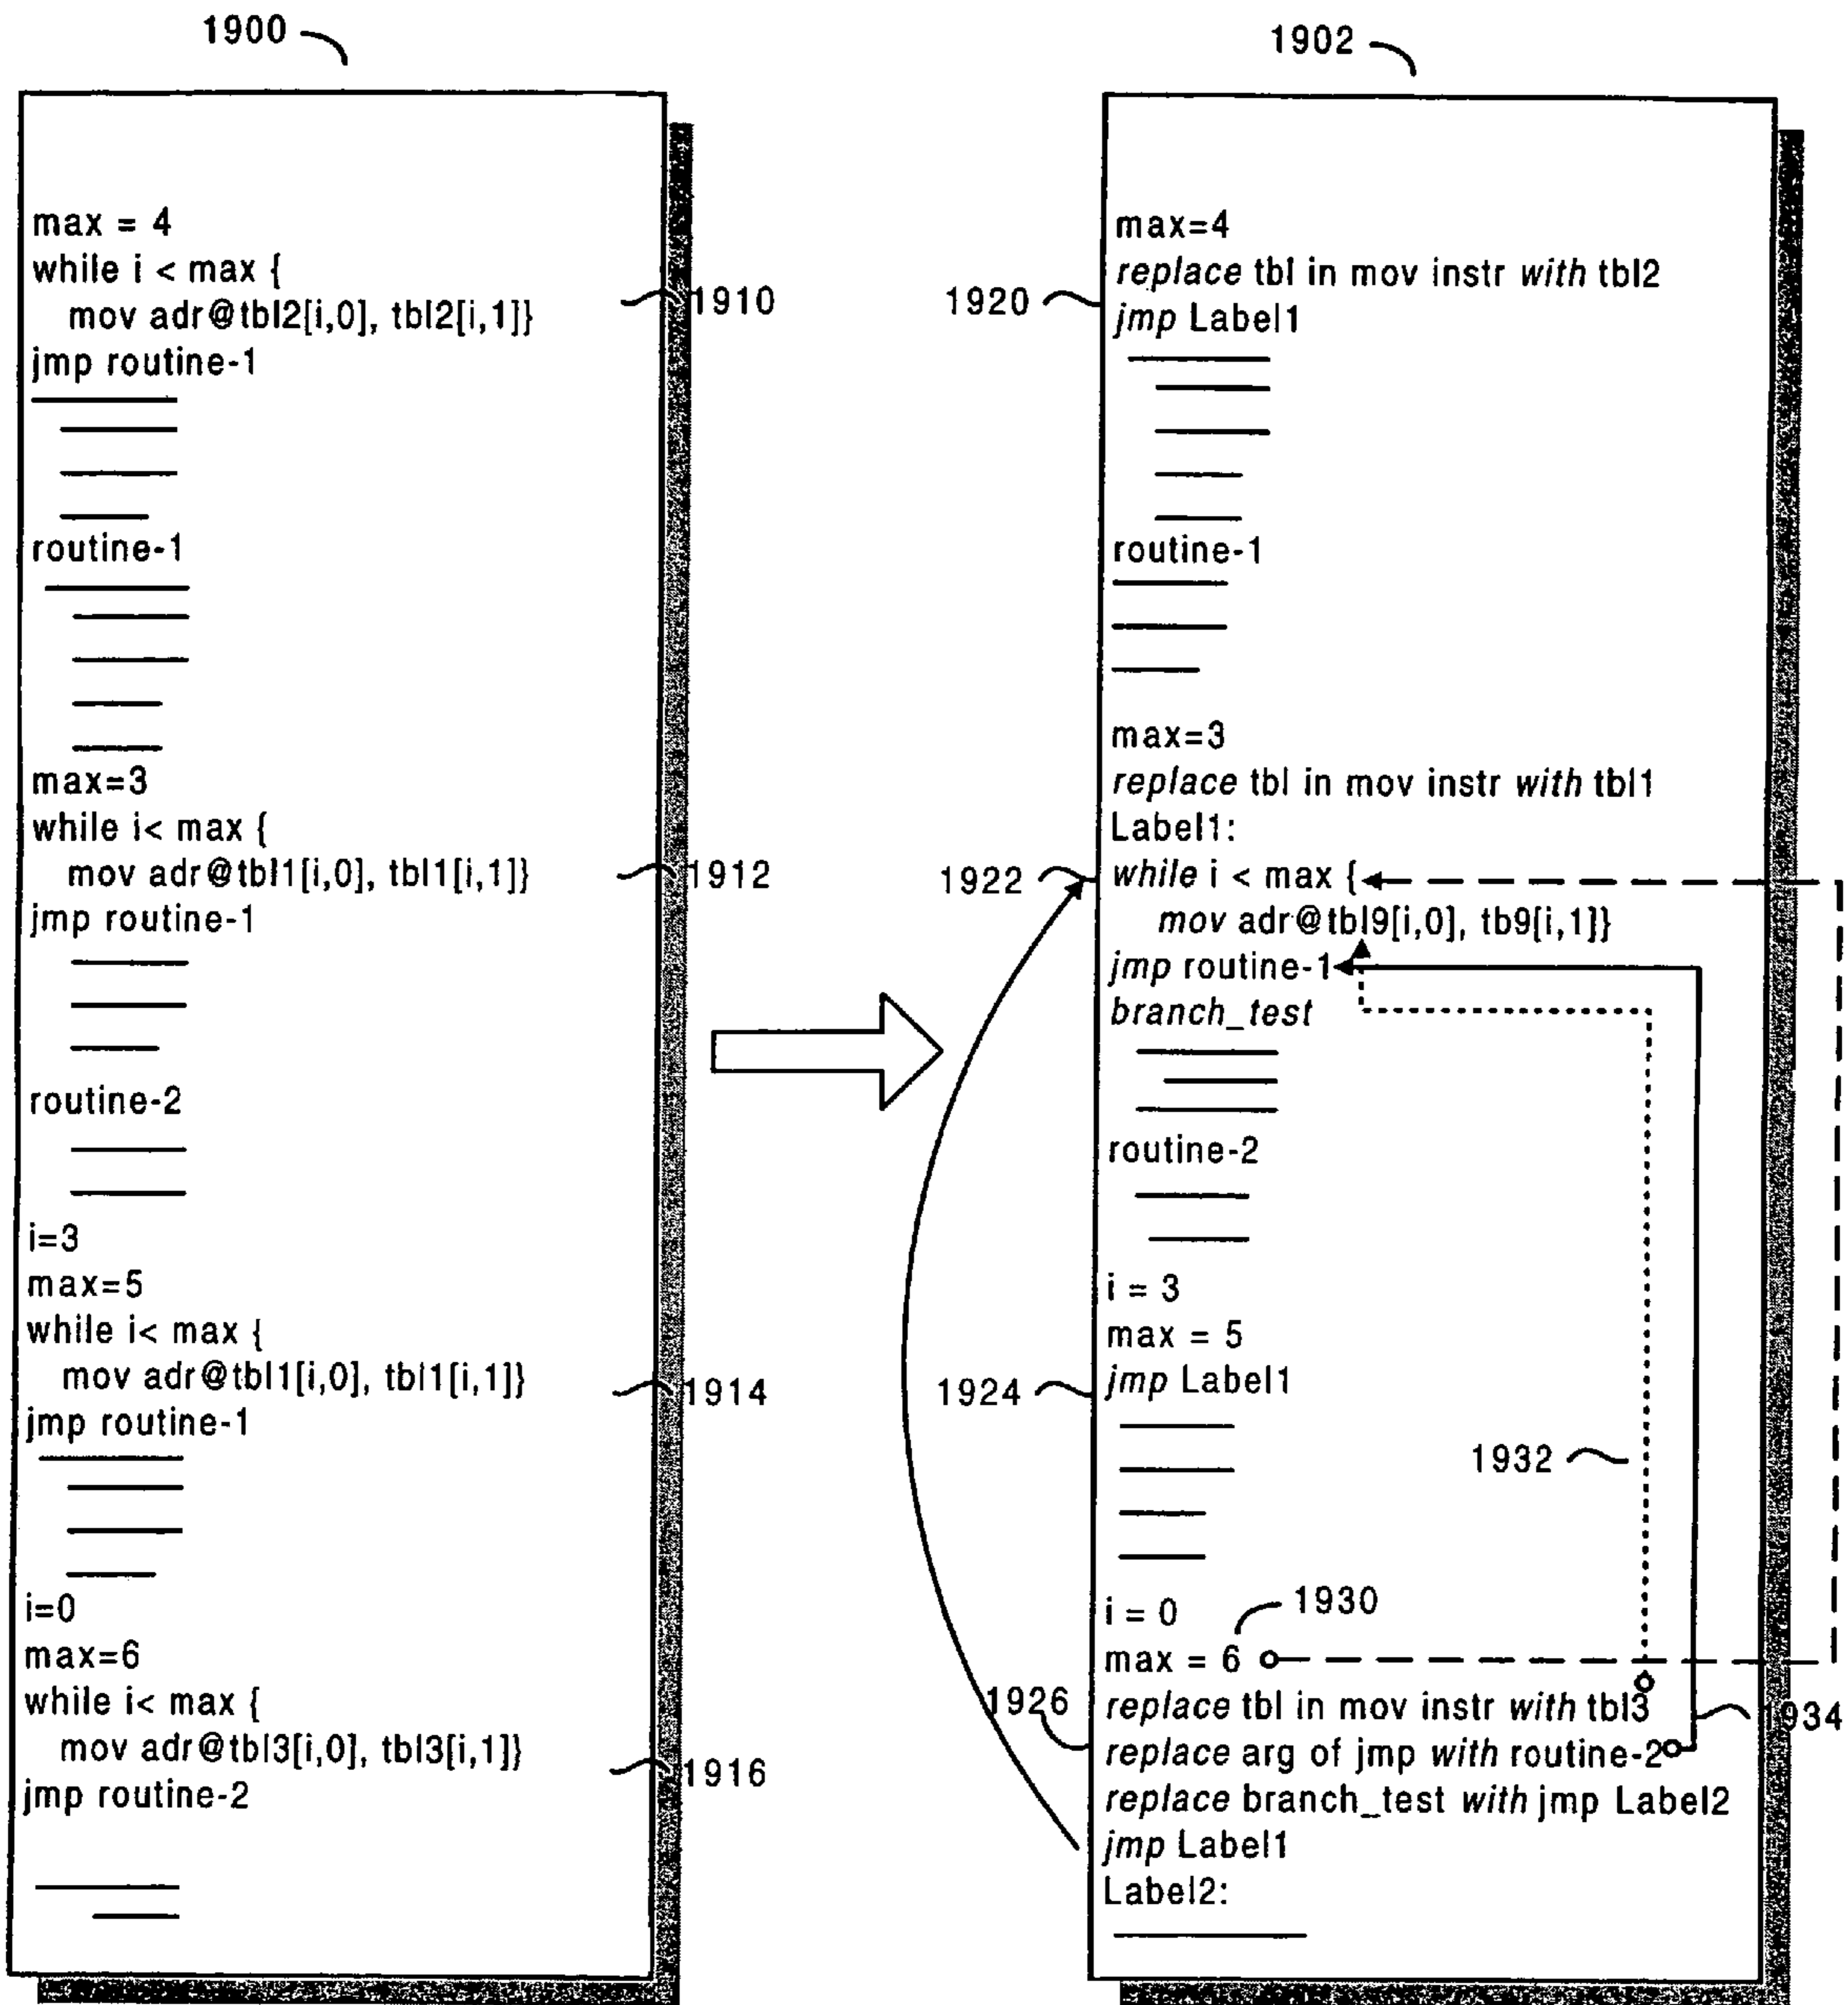 1900
max = 4
while i < max {
mov adr@tbl2[i,0], tbl2[i,1]}
1910
jmp routine-1
routine-1
max=3
while i< max {
mov adr@tbl1[i,0], tbl1[i,1]}
1912
jmp routine-1
routine-2
i=3
max=5
while i< max {
mov adr@tbl1[i,0], tbl1[i,1]}
1914
jmp routine-1
i=0
max=6
while i< max {
mov adr@tbl3[i,0], tbl3[i,1]}
1916
jmp routine-2
1902
max=4
replace tbl in mov instr with tbl2
1920
jmp Label1
routine-1
max=3
replace tbl in mov instr with tbl1
Label1:
1922
while i < max {
mov adr@tbl9[i,0], tb9[i,1]}
jmp routine-1
branch_test
routine-2
i = 3
max = 5
1924
jmp Label1
1932
i = 0
1930
max = 6
1926
replace tbl in mov instr with tbl3
1934
replace arg of jmp with routine-2
replace branch_test with jmp Label2
jmp Label1
Label2: